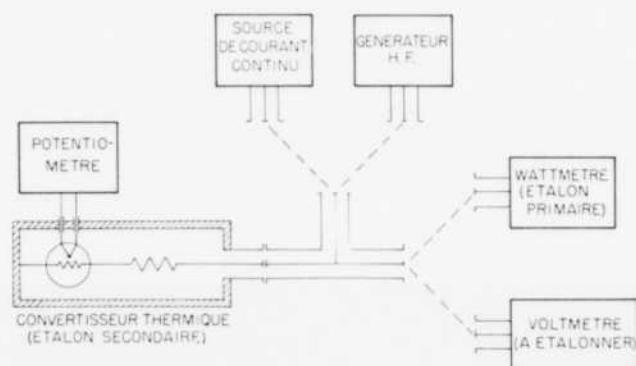 SOURCE
DE COURANT
CONTINU
GENERATEUR
H.F.
POTENTIO-
METRE
WATTMETRE
(ETALON
PRIMAIRE)
CONVERTISSEUR THERMIQUE
(ETALON SECONDAIRE)
VOLTMETRE
(A ETALONNER)